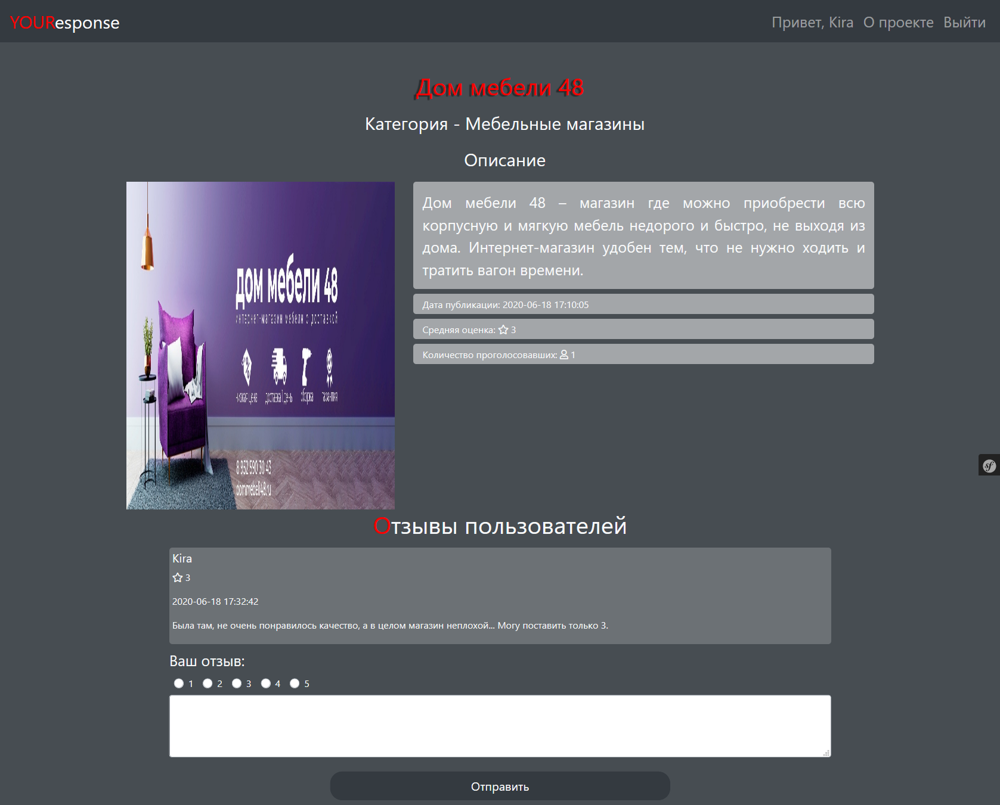 YOUResponse
Привет, Kira О проекте Выйти
Дом мебели 48
Категория - Мебельные магазины
Описание
дом мебели 48
интернет-магазин мебели с доставкой
низкая цена доставка 1 день сборка гарантия
8 952 590 30 43
dommebeli48.ru
Дом мебели 48 – магазин где можно приобрести всю
корпусную и мягкую мебель недорого и быстро, не выходя из
дома. Интернет-магазин удобен тем, что не нужно ходить и
тратить вагон времени.
Дата публикации: 2020-06-18 17:10:05
Средняя оценка: 3
Количество проголосовавших: 1
sf
Отзывы пользователей
Kira
3
2020-06-18 17:32:42
Была там, не очень понравилось качество, а в целом магазин неплохой... Могу поставить только 3.
Ваш отзыв:
1 2 3 4 5
Отправить